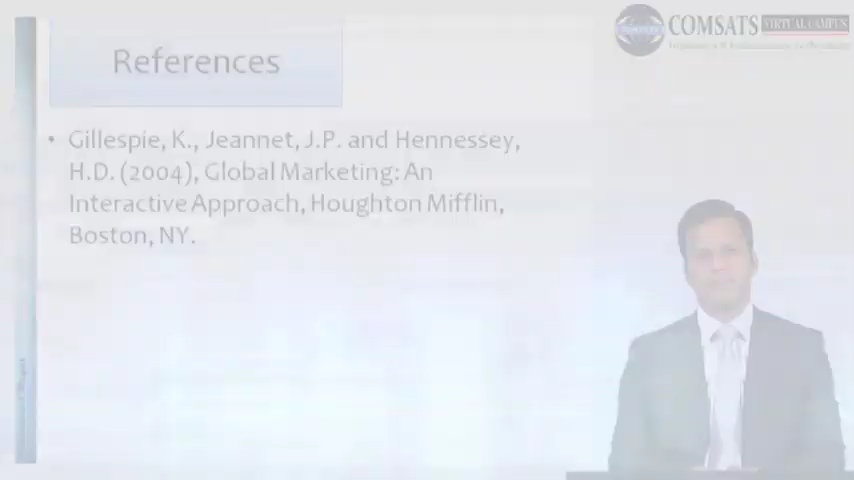 References
COMSATS VIRTUAL CAMPUS
• Gillespie, K., Jeannet, J.P. and Hennessey,
H.D. (2004), Global Marketing: An
Interactive Approach, Houghton Mifflin,
Boston, NY.